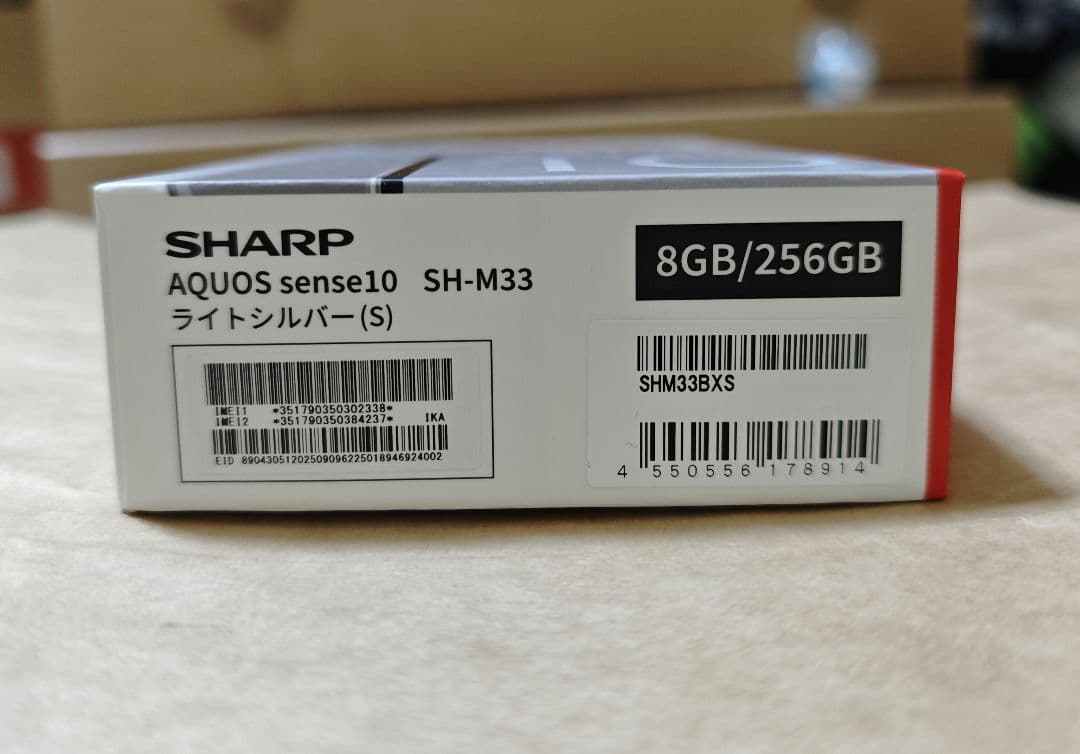 SHARP
AQUOS sense10 SH-M33
ライトシルバー(S)
8GB/256GB
IMEI1 *351790350302338*
IMEI2 *351790350384237* IKA
EID 89043051202509096225018946924002
SHM33BXS
4 550556 178914